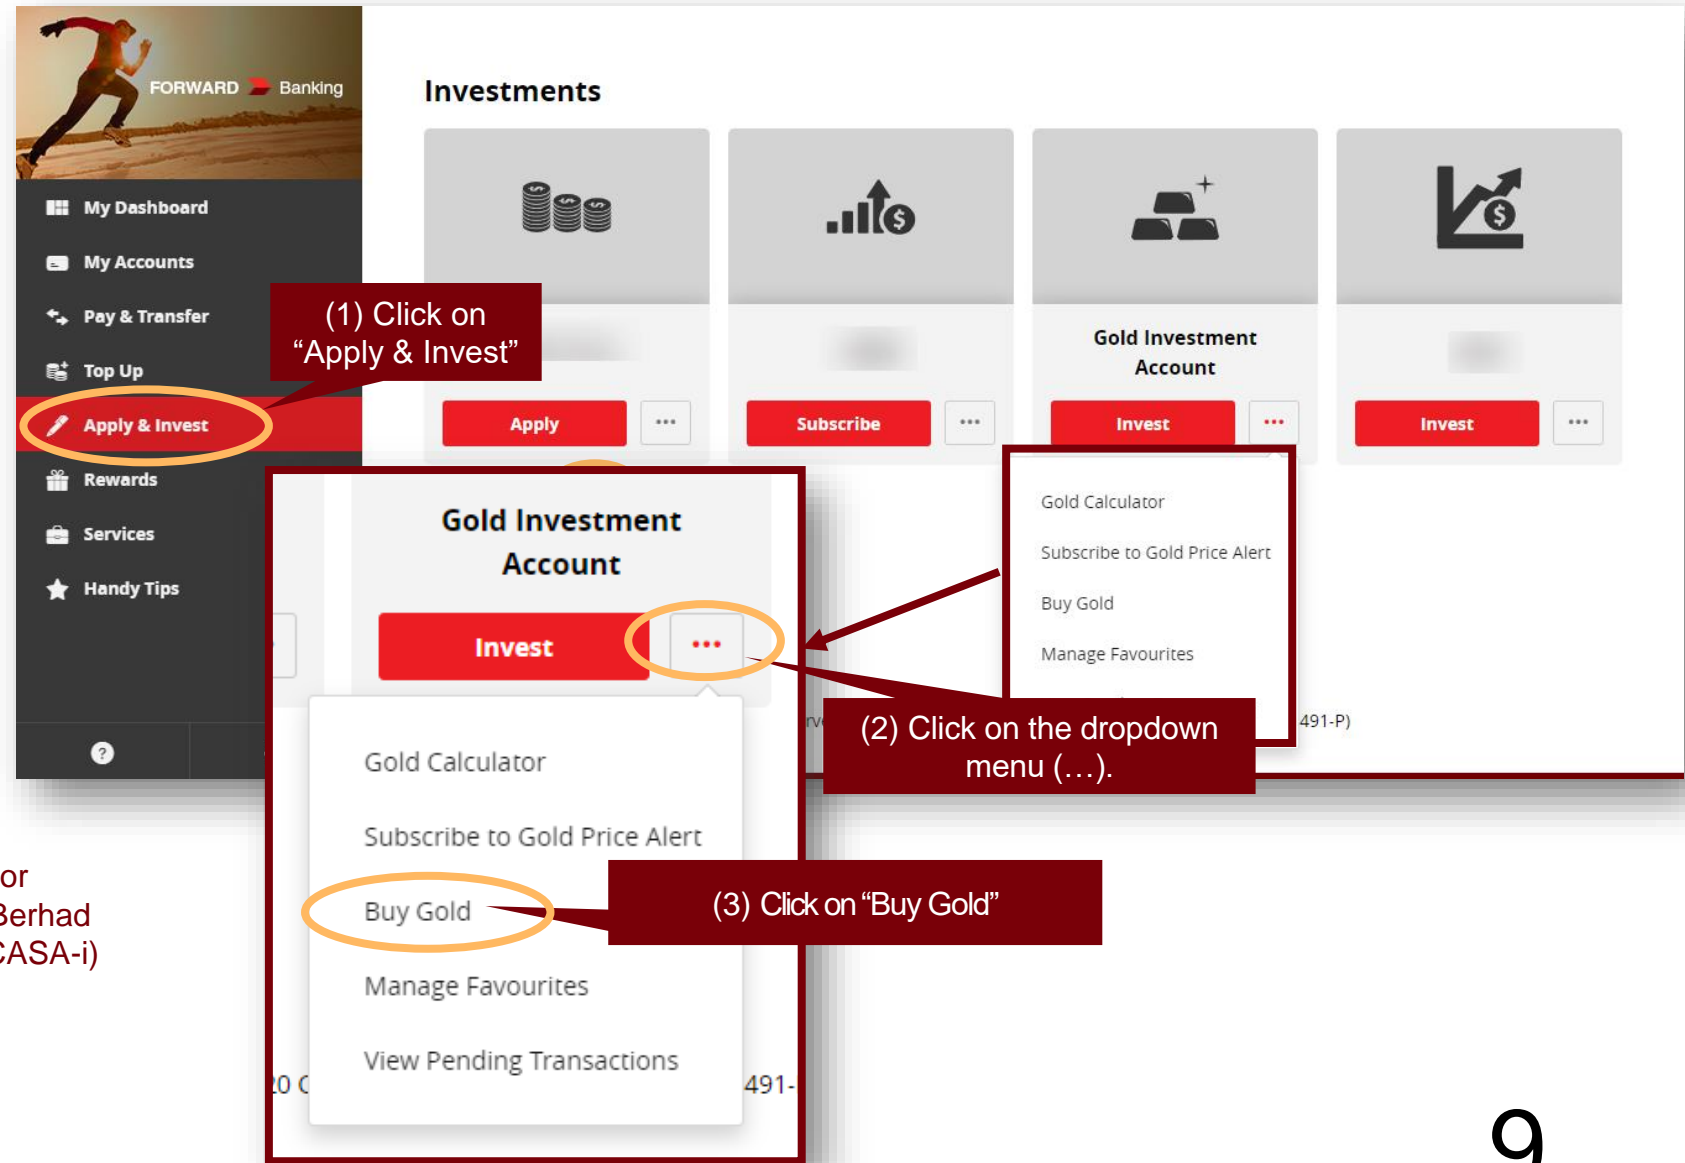 FORWARD Banking
My Dashboard
My Accounts
Pay & Transfer
Top Up
Apply & Invest
Rewards
Services
Handy Tips
?
(1) Click on
“Apply & Invest”
Investments
Apply
...
Subscribe
...
Gold Investment
Account
Invest
...
Invest
...
Gold Calculator
Subscribe to Gold Price Alert
Buy Gold
Manage Favourites
491-P)
(2) Click on the dropdown
menu (…).
Gold Investment
Account
Invest
...
Gold Calculator
Subscribe to Gold Price Alert
Buy Gold
Manage Favourites
View Pending Transactions
20 C
491-
(3) Click on “Buy Gold”
or
Berhad
CASA-i)
9